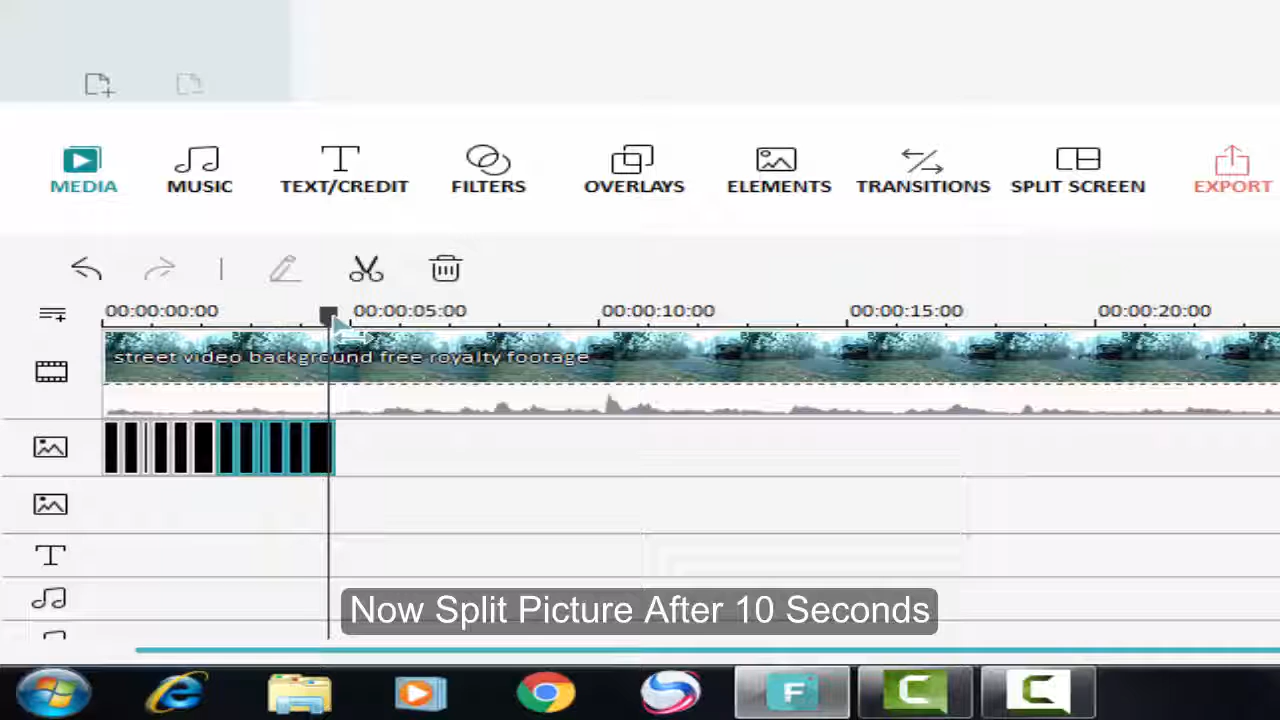 MEDIA MUSIC TEXT/CREDIT FILTERS OVERLAYS ELEMENTS TRANSITIONS SPLIT SCREEN EXPORT
00:00:00:00 00:00:05:00 00:00:10:00 00:00:15:00 00:00:20:00
street video background free royalty footage
Now Split Picture After 10 Seconds